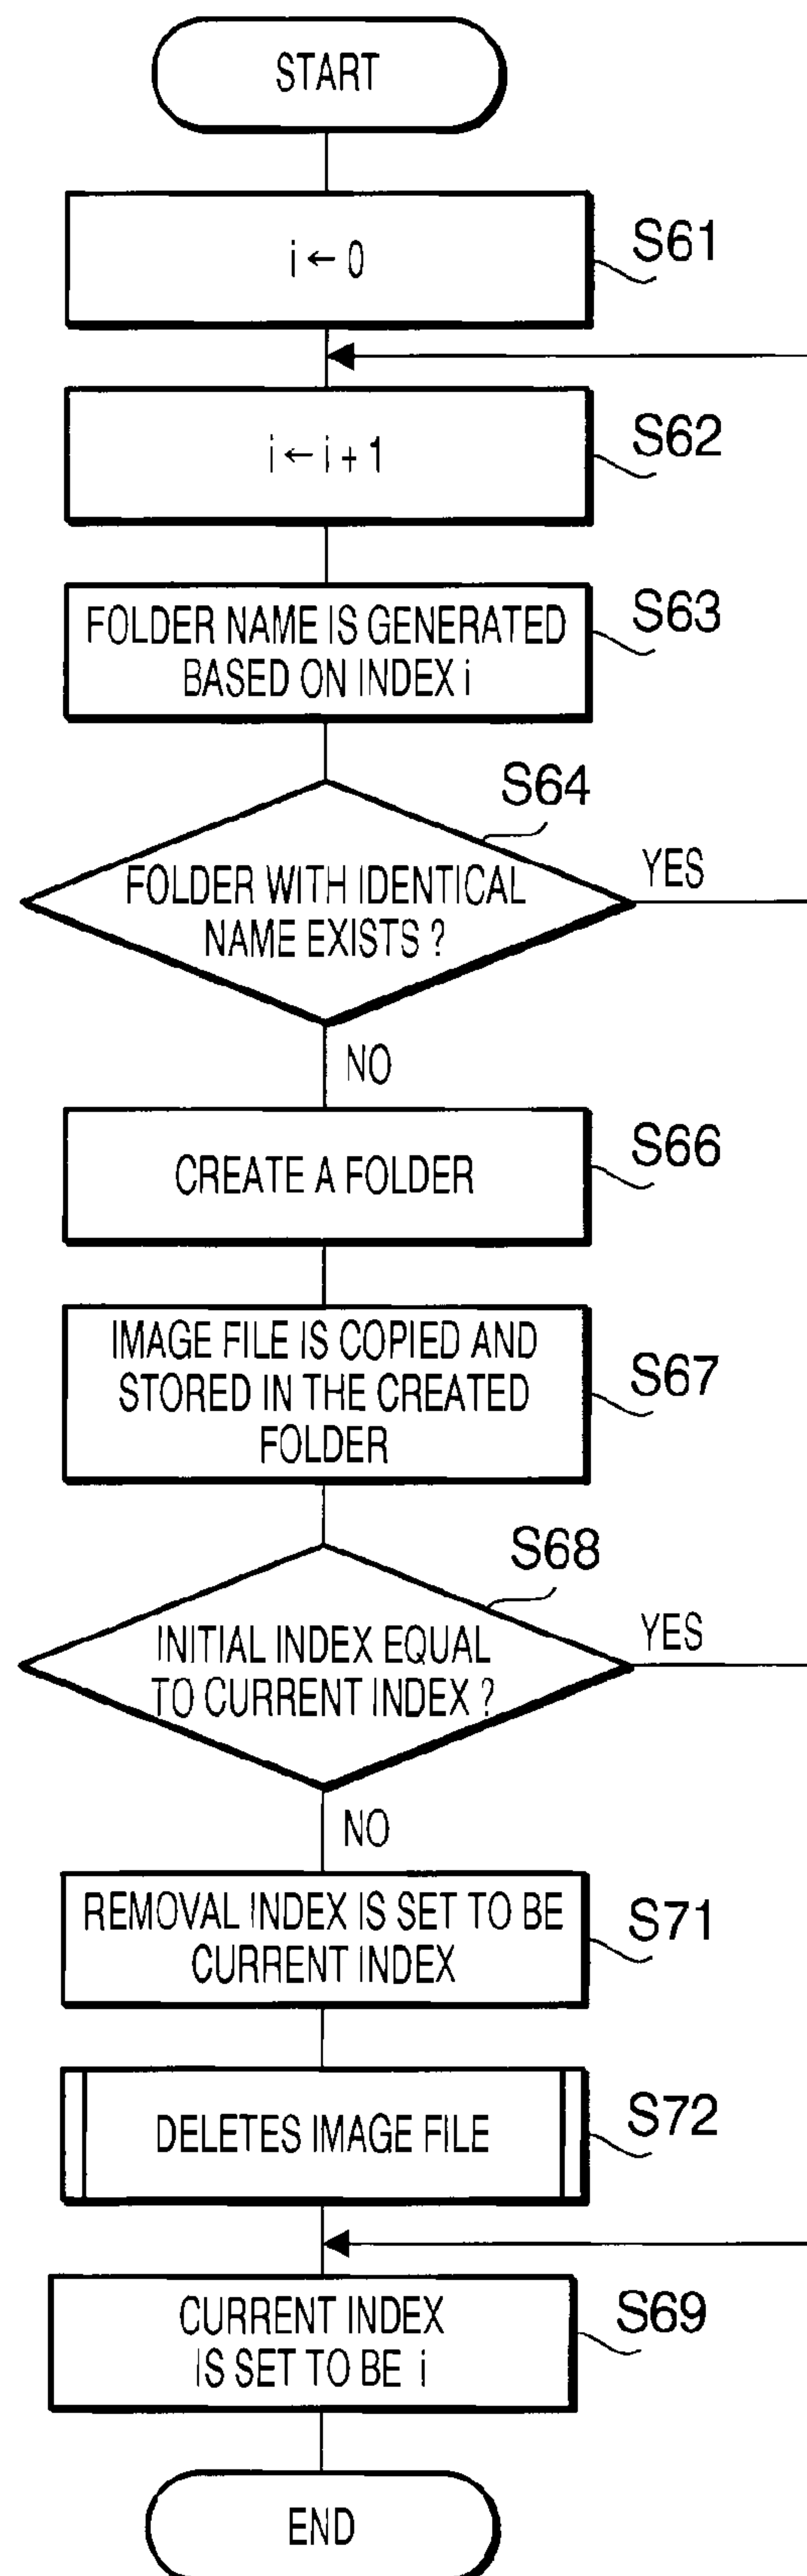 START
i ← 0
S61
i ← i + 1
S62
FOLDER NAME IS GENERATED
BASED ON INDEX i
S63
S64
FOLDER WITH IDENTICAL
NAME EXISTS ?
YES
NO
CREATE A FOLDER
S66
IMAGE FILE IS COPIED AND
STORED IN THE CREATED
FOLDER
S67
S68
INITIAL INDEX EQUAL
TO CURRENT INDEX ?
YES
NO
REMOVAL INDEX IS SET TO BE
CURRENT INDEX
S71
DELETES IMAGE FILE
S72
CURRENT INDEX
IS SET TO BE i
S69
END